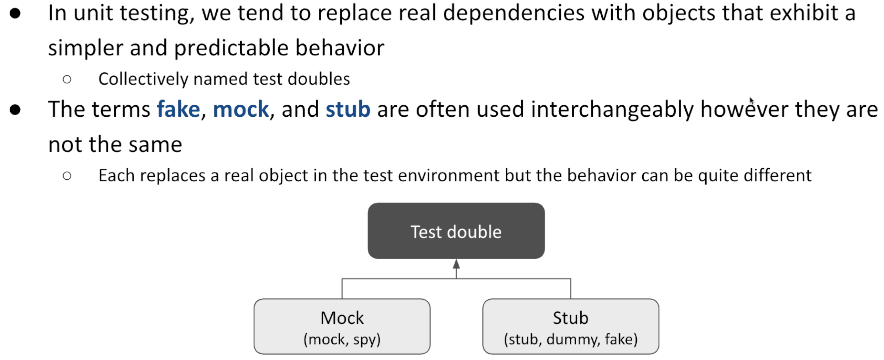 ● In unit testing, we tend to replace real dependencies with objects that exhibit a
simpler and predictable behavior
○ Collectively named test doubles
● The terms fake, mock, and stub are often used interchangeably however they are
not the same
○ Each replaces a real object in the test environment but the behavior can be quite different
Test double
Mock
(mock, spy)
Stub
(stub, dummy, fake)